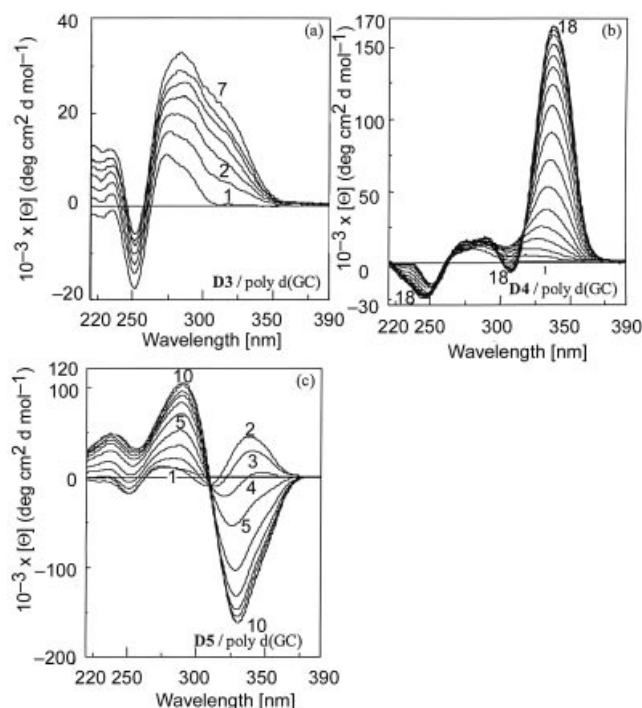 (a)
40
20
0
–20
7
2
1
D3 / poly d(GC)
220 250 300 350 390
Wavelength [nm]
10⁻³ x [Θ] (deg cm² d mol⁻¹)
(b)
170
150
100
50
0
–30
18
18
18
1
D4 / poly d(GC)
220 250 300 350 390
Wavelength [nm]
10⁻³ x [Θ] (deg cm² d mol⁻¹)
(c)
120
100
0
–100
–200
10
5
1
2
3
4
5
10
D5 / poly d(GC)
220 250 300 350 390
Wavelength [nm]
10⁻³ x [Θ] (deg cm² d mol⁻¹)